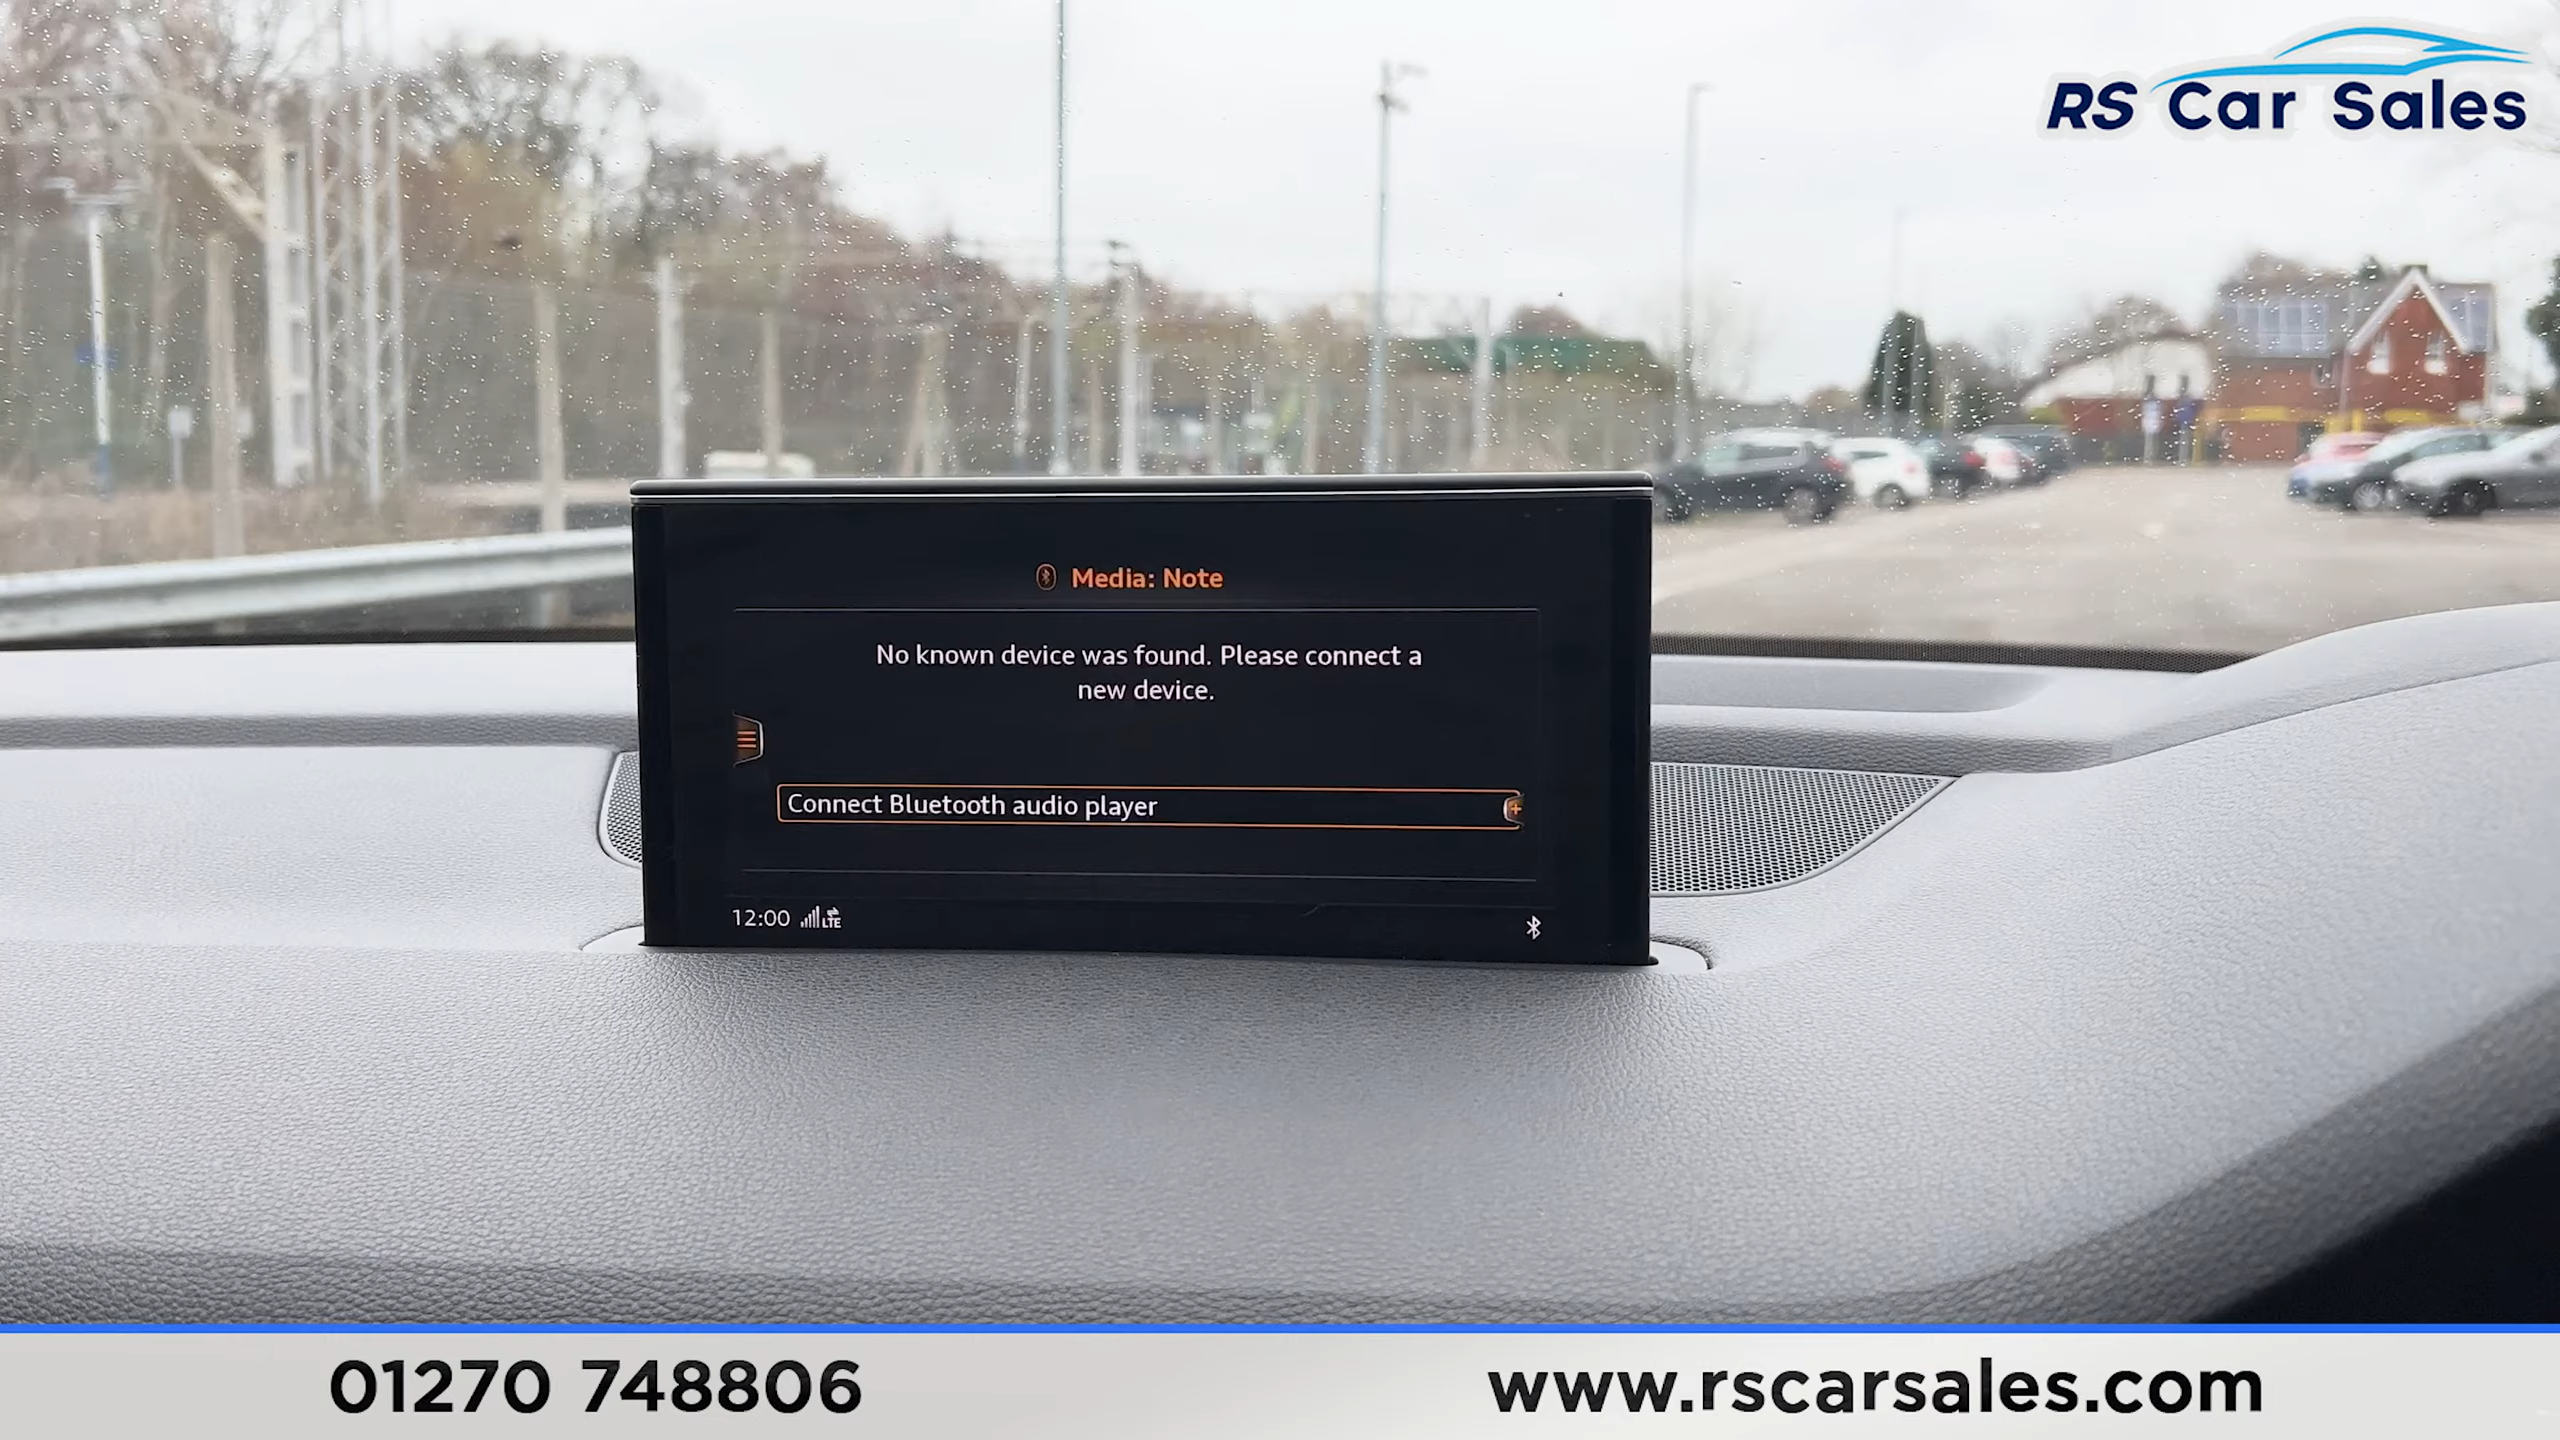 RS Car Sales
Media: Note
No known device was found. Please connect a
new device.
Connect Bluetooth audio player
12:00 LTE
01270 748806
www.rscarsales.com